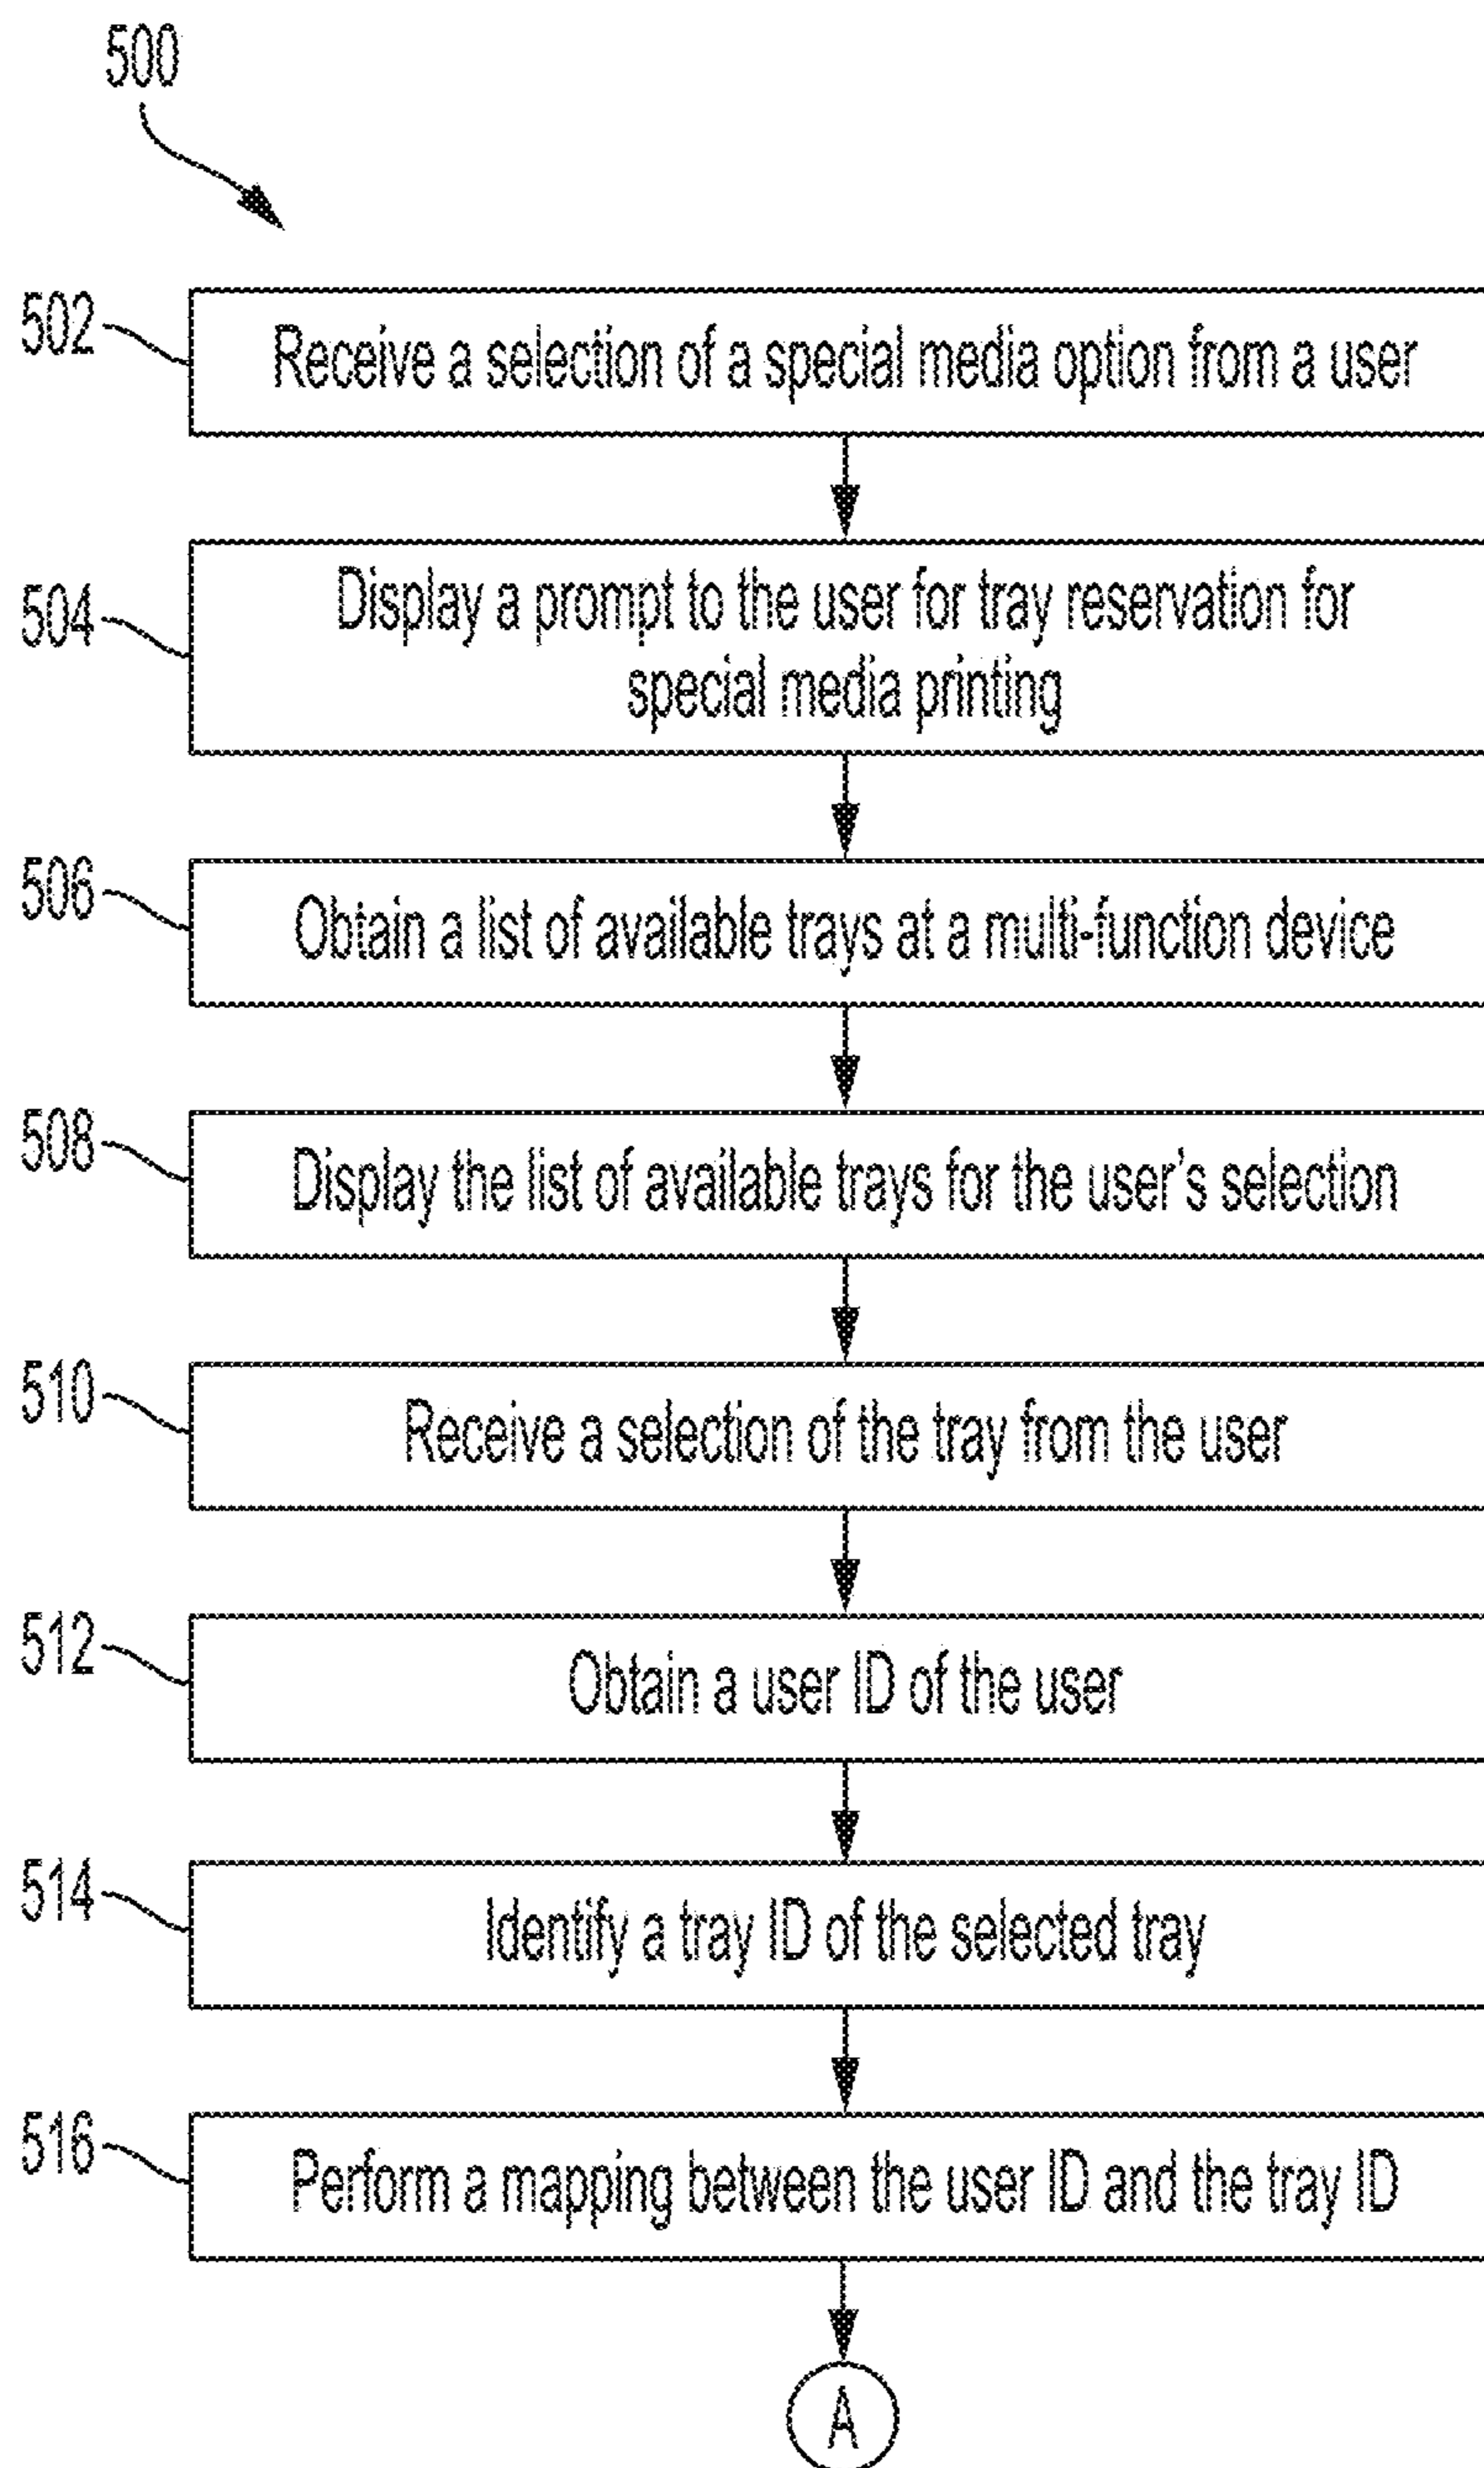 500
502
Receive a selection of a special media option from a user
504
Display a prompt to the user for tray reservation for
special media printing
506
Obtain a list of available trays at a multi-function device
508
Display the list of available trays for the user's selection
510
Receive a selection of the tray from the user
512
Obtain a user ID of the user
514
Identify a tray ID of the selected tray
516
Perform a mapping between the user ID and the tray ID
A